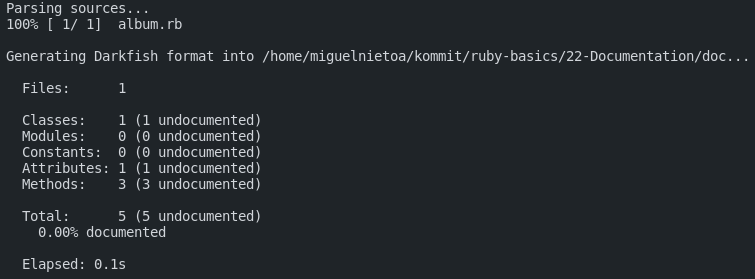 Parsing sources...
100% [ 1/ 1]  album.rb
Generating Darkfish format into /home/miguelnietoa/kommit/ruby-basics/22-Documentation/doc...
Files:      1
Classes:    1 (1 undocumented)
Modules:    0 (0 undocumented)
Constants:  0 (0 undocumented)
Attributes: 1 (1 undocumented)
Methods:    3 (3 undocumented)
Total:      5 (5 undocumented)
0.00% documented
Elapsed: 0.1s